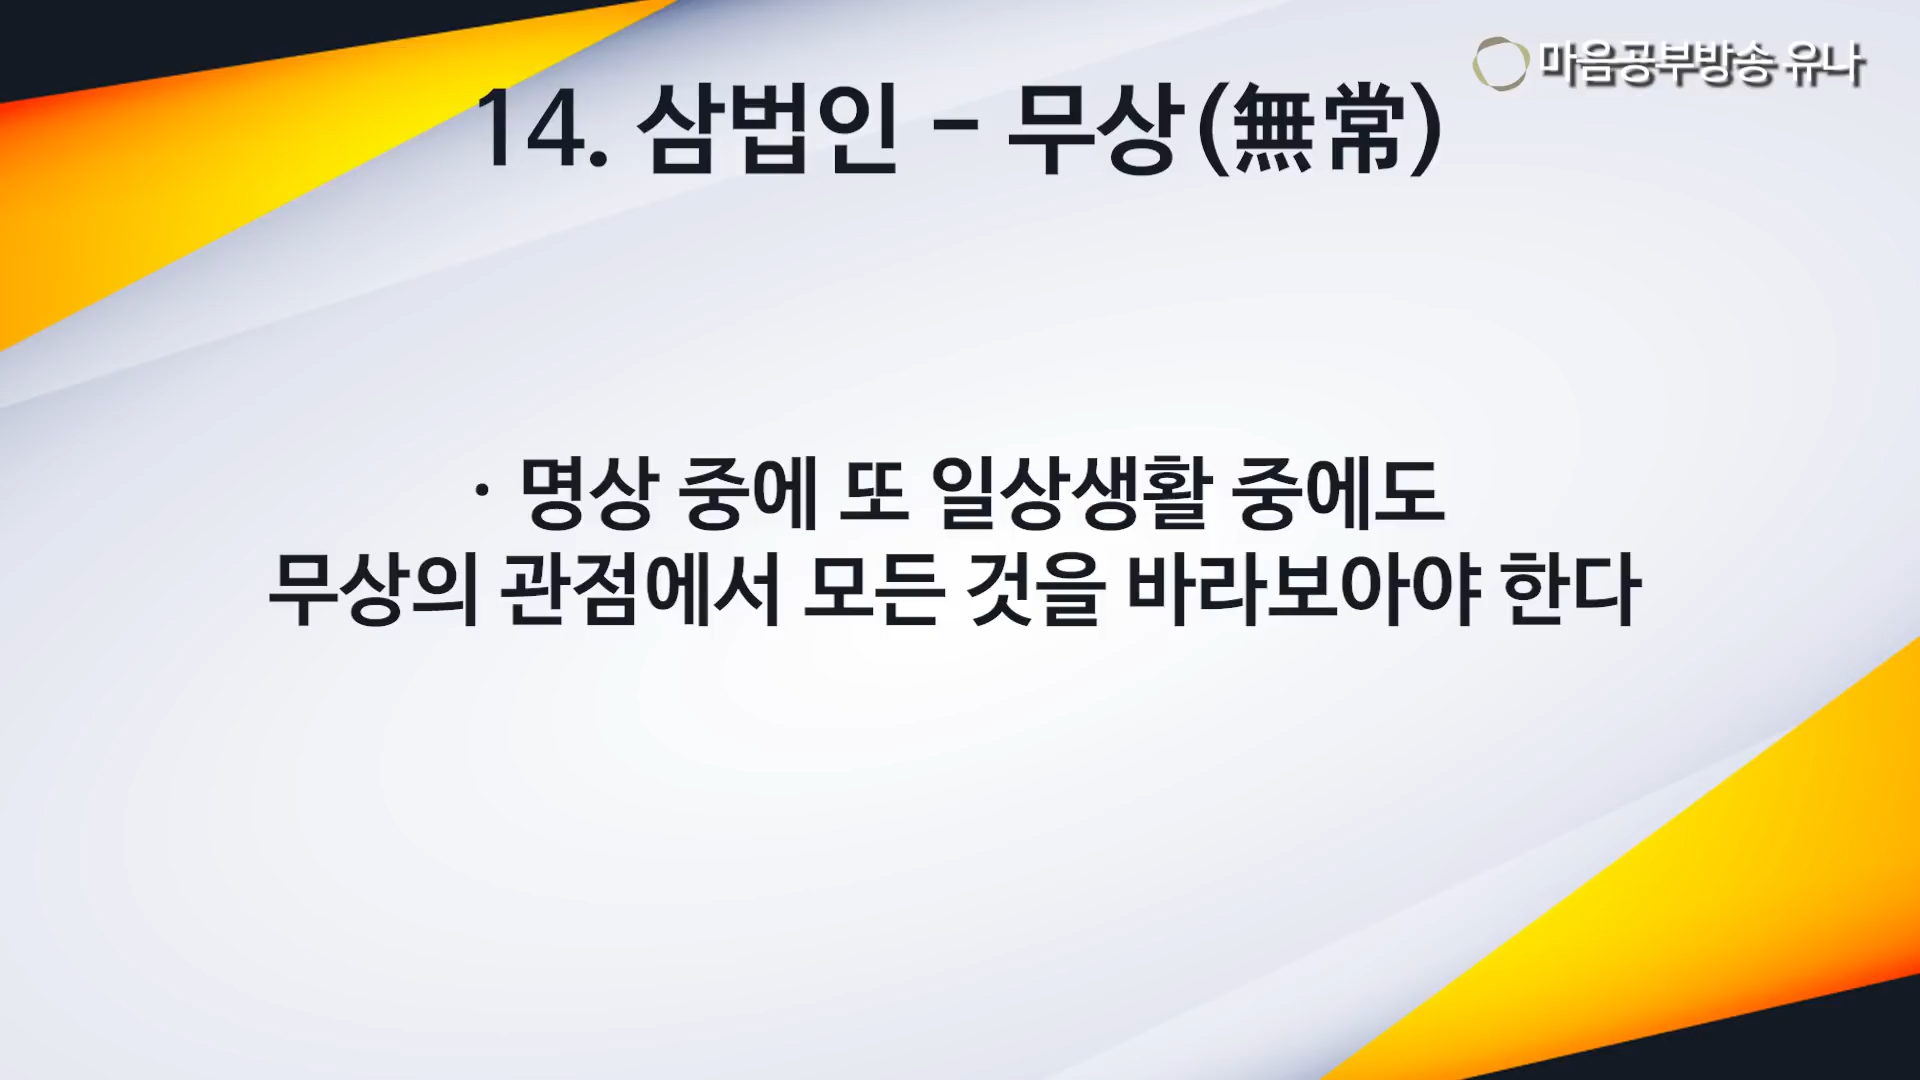 마음공부방송 유나
14. 삼법인 - 무상(無常)
· 명상 중에 또 일상생활 중에도
무상의 관점에서 모든 것을 바라보아야 한다